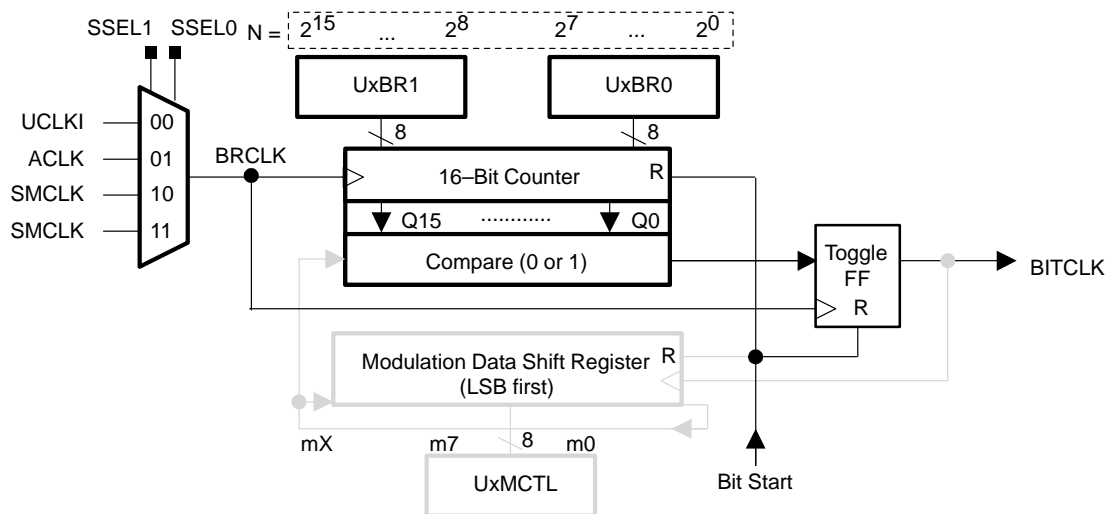 SSEL1 SSEL0 N = 2^15 ... 2^8 2^7 ... 2^0
UxBR1
UxBR0
8
8
UCLKI
ACLK
SMCLK
SMCLK
00
01
10
11
BRCLK
16–Bit Counter
R
Q15 ............ Q0
Compare (0 or 1)
Toggle
FF
R
BITCLK
Modulation Data Shift Register
(LSB first)
R
mX
m7
8
m0
UxMCTL
Bit Start